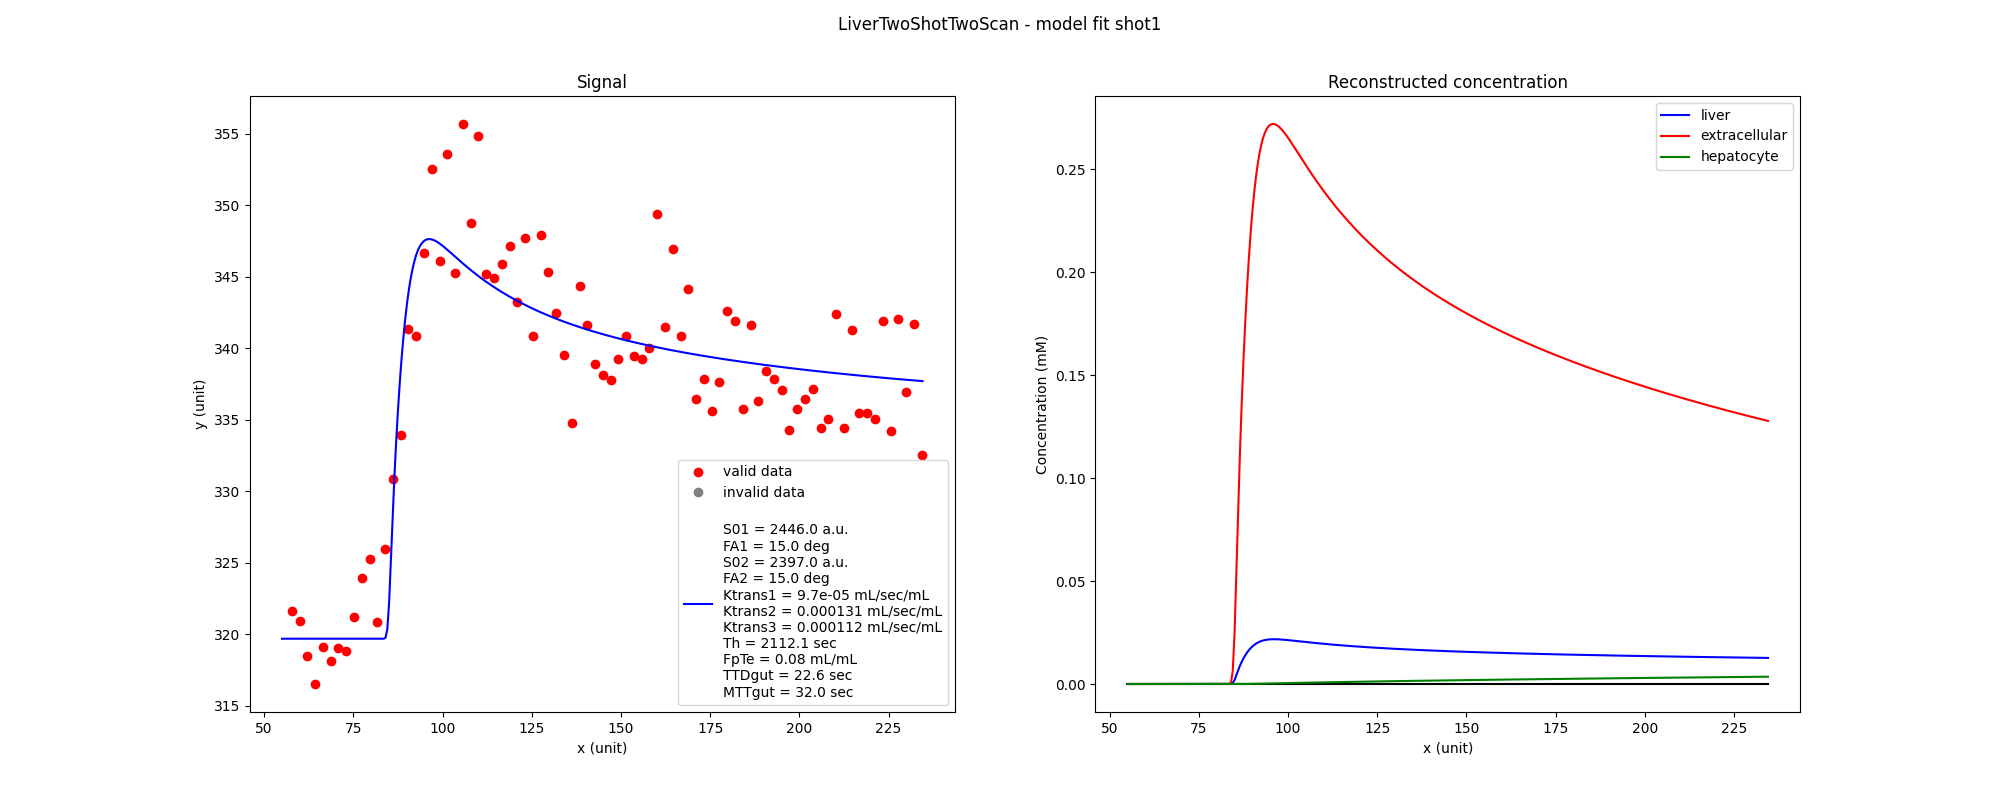 LiverTwoShotTwoScan - model fit shot1
Signal
355
350
345
340
335
330
325
320
315
y (unit)
50
75
100
125
150
175
200
225
x (unit)
valid data
invalid data
S01 = 2446.0 a.u.
FA1 = 15.0 deg
S02 = 2397.0 a.u.
FA2 = 15.0 deg
Ktrans1 = 9.7e-05 mL/sec/mL
Ktrans2 = 0.000131 mL/sec/mL
Ktrans3 = 0.000112 mL/sec/mL
Th = 2112.1 sec
FpTe = 0.08 mL/mL
TTDgut = 22.6 sec
MTTgut = 32.0 sec
Reconstructed concentration
0.25
0.20
0.15
0.10
0.05
0.00
Concentration (mM)
50
75
100
125
150
175
200
225
x (unit)
liver
extracellular
hepatocyte